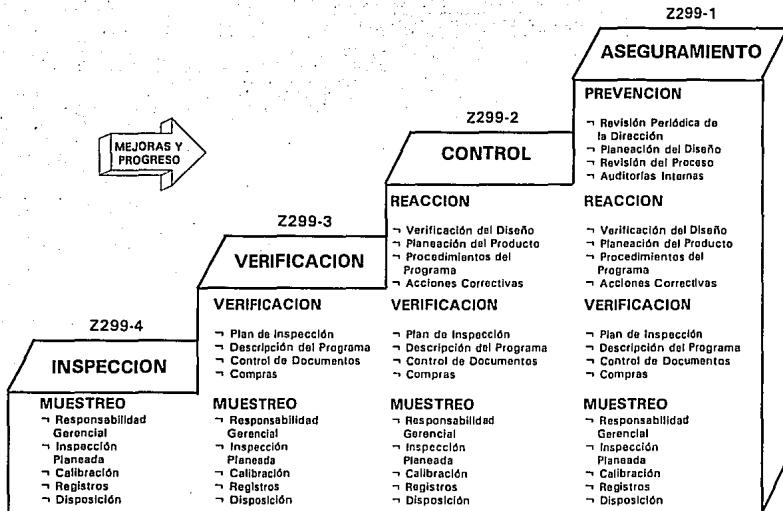 Z299-1
ASEGURAMIENTO
PREVENCION
¬ Revisión Periódica de
la Dirección
¬ Planeación del Diseño
¬ Revisión del Proceso
¬ Auditorías Internas
REACCION
¬ Verificación del Diseño
¬ Planeación del Producto
¬ Procedimientos del
Programa
¬ Acciones Correctivas
VERIFICACION
¬ Plan de Inspección
¬ Descripción del Programa
¬ Control de Documentos
¬ Compras
MUESTREO
¬ Responsabilidad
Gerencial
¬ Inspección
Planeada
¬ Calibración
¬ Registros
¬ Disposición
Z299-2
CONTROL
REACCION
¬ Verificación del Diseño
¬ Planeación del Producto
¬ Procedimientos del
Programa
¬ Acciones Correctivas
VERIFICACION
¬ Plan de Inspección
¬ Descripción del Programa
¬ Control de Documentos
¬ Compras
MUESTREO
¬ Responsabilidad
Gerencial
¬ Inspección
Planeada
¬ Calibración
¬ Registros
¬ Disposición
MEJORAS Y
PROGRESO
Z299-3
VERIFICACION
VERIFICACION
¬ Plan de Inspección
¬ Descripción del Programa
¬ Control de Documentos
¬ Compras
MUESTREO
¬ Responsabilidad
Gerencial
¬ Inspección
Planeada
¬ Calibración
¬ Registros
¬ Disposición
Z299-4
INSPECCION
MUESTREO
¬ Responsabilidad
Gerencial
¬ Inspección
Planeada
¬ Calibración
¬ Registros
¬ Disposición